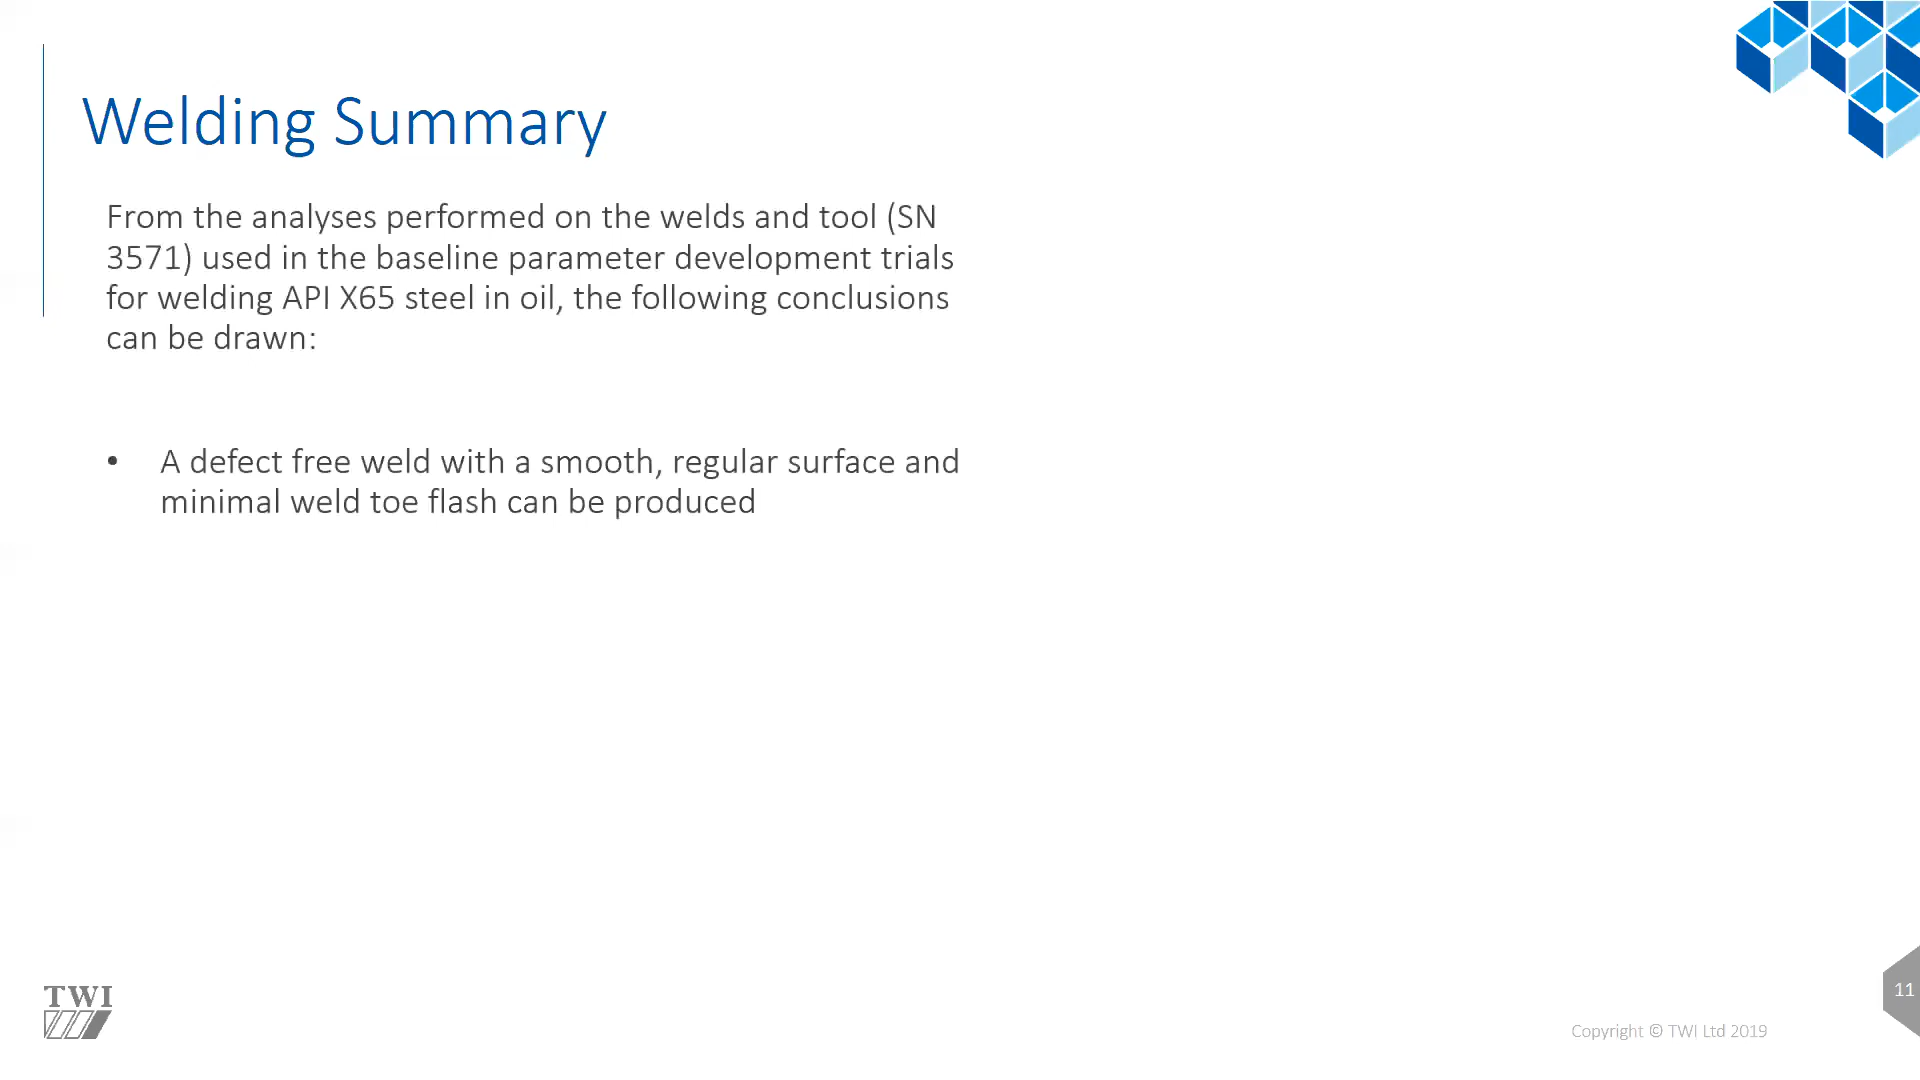 Welding Summary
From the analyses performed on the welds and tool (SN
3571) used in the baseline parameter development trials
for welding API X65 steel in oil, the following conclusions
can be drawn:
• A defect free weld with a smooth, regular surface and
minimal weld toe flash can be produced
TWI
11
Copyright © TWI Ltd 2019